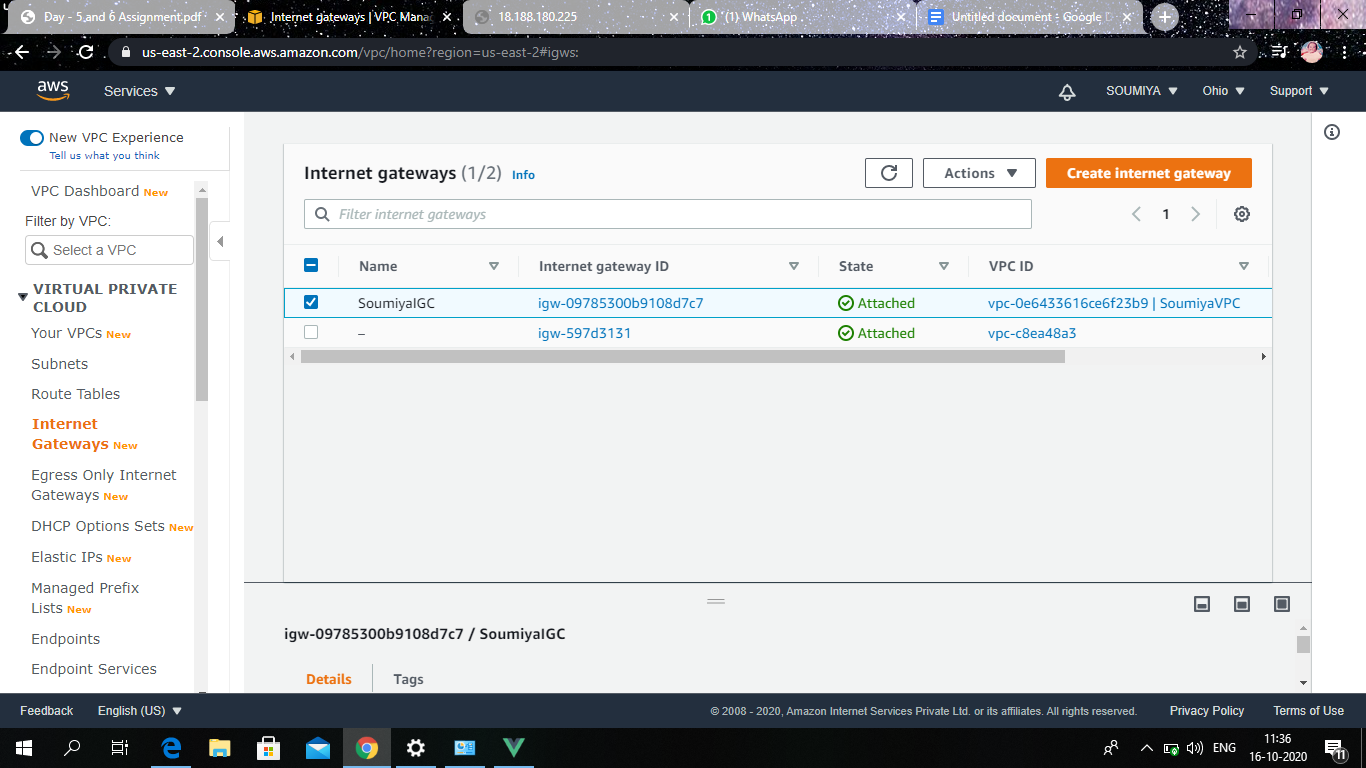 Day - 5,and 6 Assignment.pdf
Internet gateways | VPC Mana
18.188.180.225
(1) WhatsApp
Untitled document - Google D
us-east-2.console.aws.amazon.com/vpc/home?region=us-east-2#igws:
aws
Services
SOUMIYA
Ohio
Support
New VPC Experience
Tell us what you think
VPC Dashboard New
Filter by VPC:
Select a VPC
VIRTUAL PRIVATE
CLOUD
Your VPCs New
Subnets
Route Tables
Internet
Gateways New
Egress Only Internet
Gateways New
DHCP Options Sets New
Elastic IPs New
Managed Prefix
Lists New
Endpoints
Endpoint Services
Internet gateways (1/2) Info
Actions
Create internet gateway
Filter internet gateways
1
Name Internet gateway ID State VPC ID
SoumiyaIGC igw-09785300b9108d7c7 Attached vpc-0e6433616ce6f23b9 | SoumiyaVPC
– igw-597d3131 Attached vpc-c8ea48a3
igw-09785300b9108d7c7 / SoumiyaIGC
Details Tags
Feedback English (US) © 2008 - 2020, Amazon Internet Services Private Ltd. or its affiliates. All rights reserved. Privacy Policy Terms of Use
ENG
11:36
16-10-2020
11